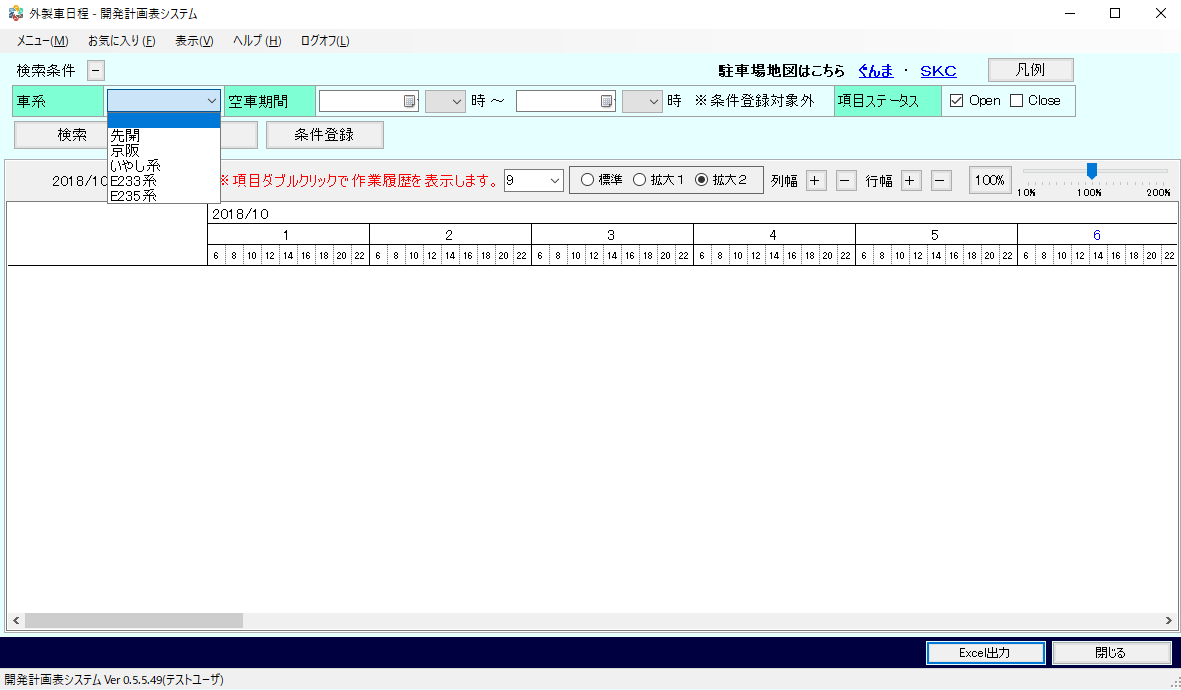 外製車日程 - 開発計画表システム
メニュー(M) お気に入り(F) 表示(V) ヘルプ(H) ログオフ(L)
検索条件 − 駐車場地図はこちら ぐんま ・ SKC 凡例
車系 空車期間 時 ～ 時 ※条件登録対象外 項目ステータス Open Close
検索 条件登録
先開
京阪
いやし系
E233系
E235系
2018/10 ※項目ダブルクリックで作業履歴を表示します。 9 標準 拡大1 拡大2 列幅 + − 行幅 + − 100% 10% 100% 200%
2018/10
1 2 3 4 5 6
6 8 10 12 14 16 18 20 22 6 8 10 12 14 16 18 20 22 6 8 10 12 14 16 18 20 22 6 8 10 12 14 16 18 20 22 6 8 10 12 14 16 18 20 22 6 8 10 12 14 16 18 20 22
Excel出力 閉じる
開発計画表システム Ver 0.5.5.49(テストユーザ)